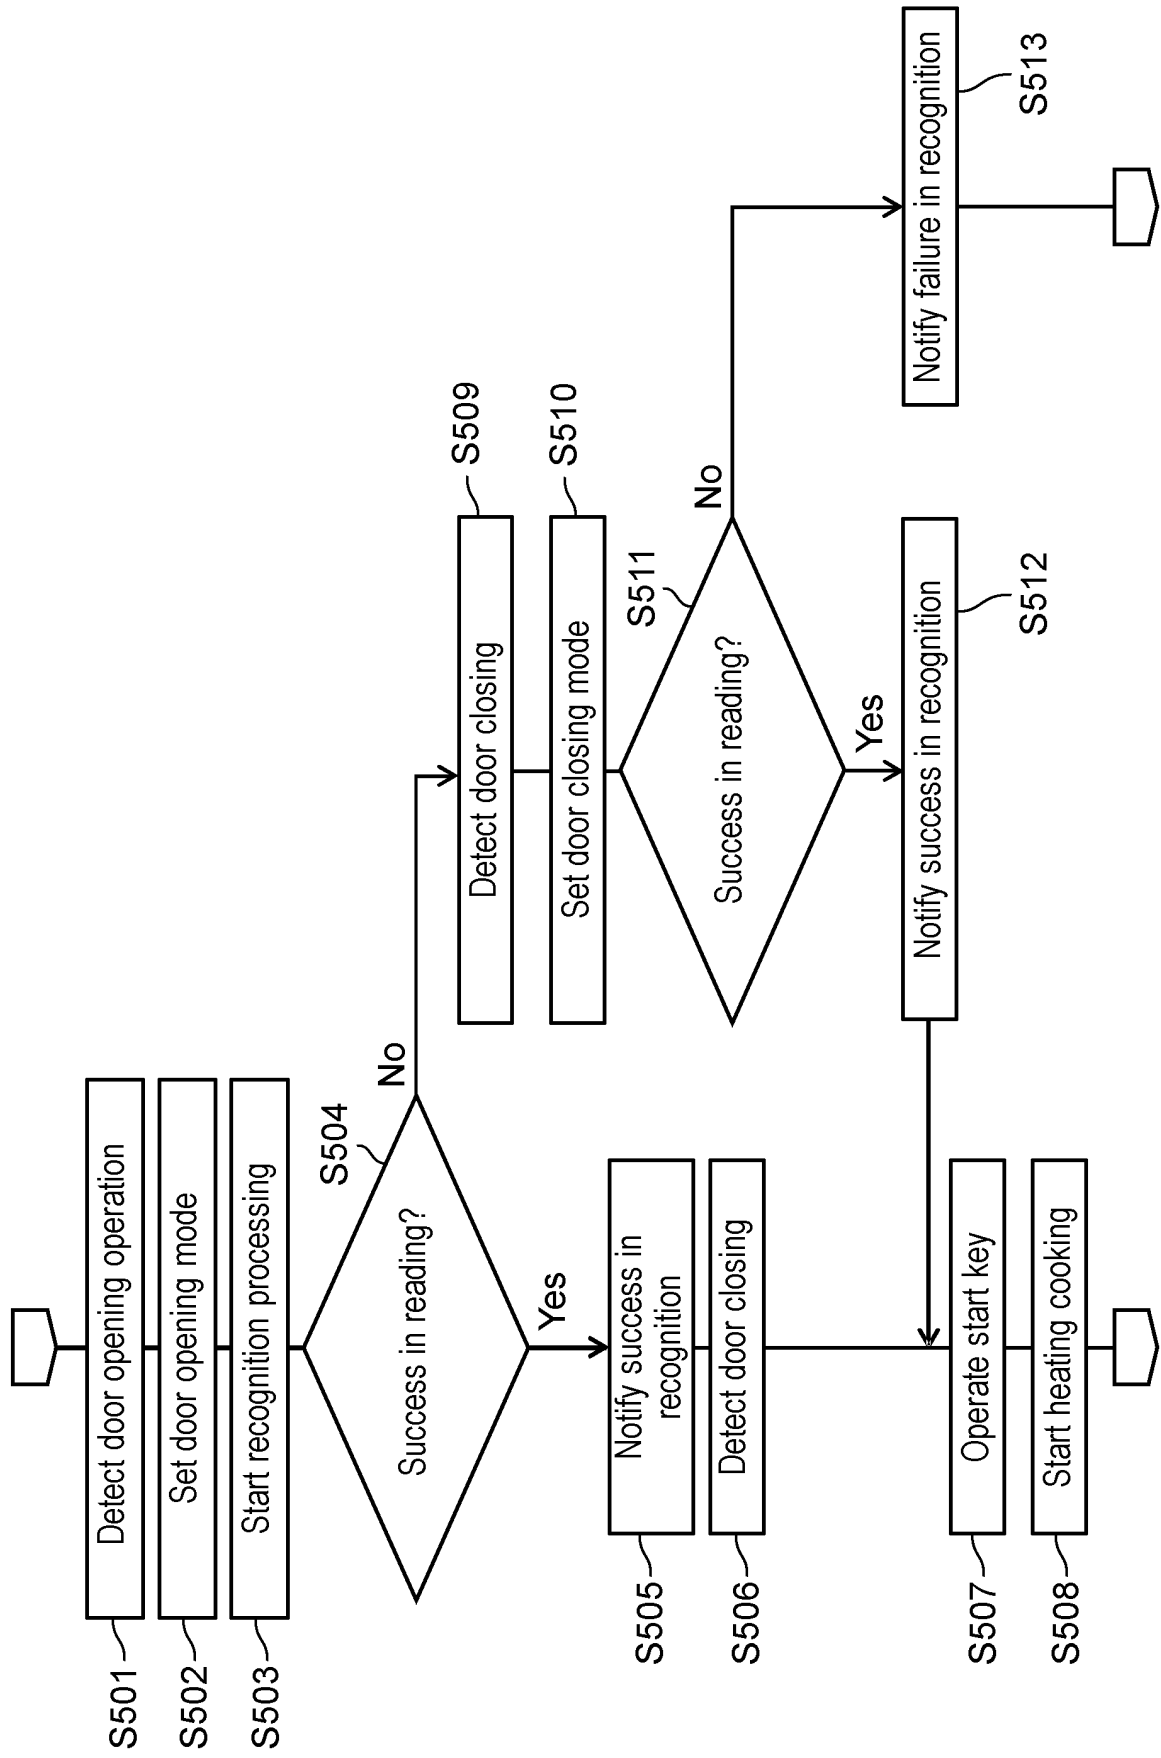 S501
Detect door opening operation
S502
Set door opening mode
S503
Start recognition processing
S504
Success in reading?
No
Yes
S505
Notify success in
recognition
S506
Detect door closing
S507
Operate start key
S508
Start heating cooking
S509
Detect door closing
S510
Set door closing mode
S511
Success in reading?
No
Yes
S512
Notify success in recognition
S513
Notify failure in recognition